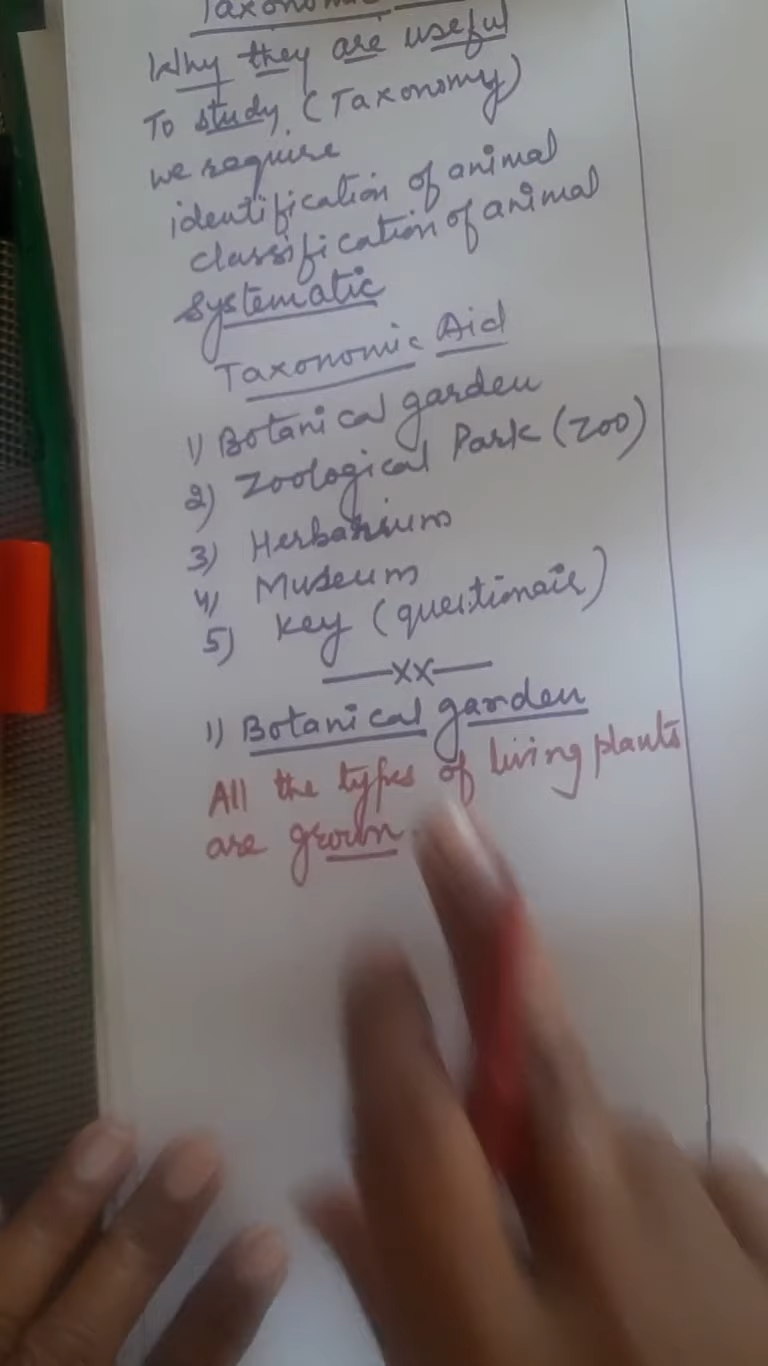 Taxonomic
Why they are useful
To study (Taxonomy)
we require
identification of animal
classification of animal
systematic
Taxonomic Aid
1) Botanical garden
2) Zoological Park (Zoo)
3) Herbarium
4) Museum
5) Key (questionair)
—xx—
1) Botanical garden
All the types of living plants
are grown